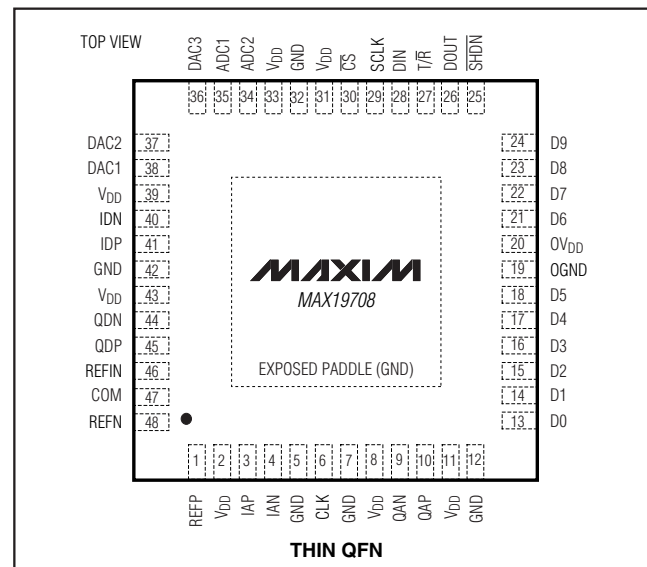 TOP VIEW
DAC3 ADC1 ADC2 VDD GND VDD CS SCLK DIN T/R DOUT SHDN
36 35 34 33 32 31 30 29 28 27 26 25
DAC2 37
DAC1 38
VDD 39
IDN 40
IDP 41
GND 42
VDD 43
QDN 44
QDP 45
REFIN 46
COM 47
REFN 48
24 D9
23 D8
22 D7
21 D6
20 OVDD
19 OGND
18 D5
17 D4
16 D3
15 D2
14 D1
13 D0
MAXIM
MAX19708
EXPOSED PADDLE (GND)
1 2 3 4 5 6 7 8 9 10 11 12
REFP VDD IAP IAN GND CLK GND VDD QAN QAP VDD GND
THIN QFN